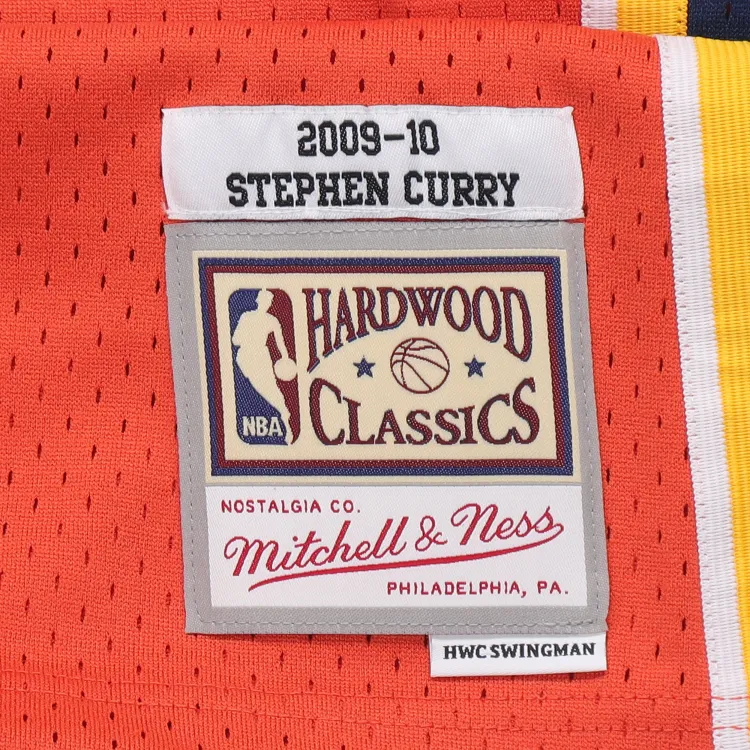 2009-10
STEPHEN CURRY
HARDWOOD
CLASSICS
NBA
NOSTALGIA CO.
Mitchell & Ness
PHILADELPHIA, PA.
HWC SWINGMAN